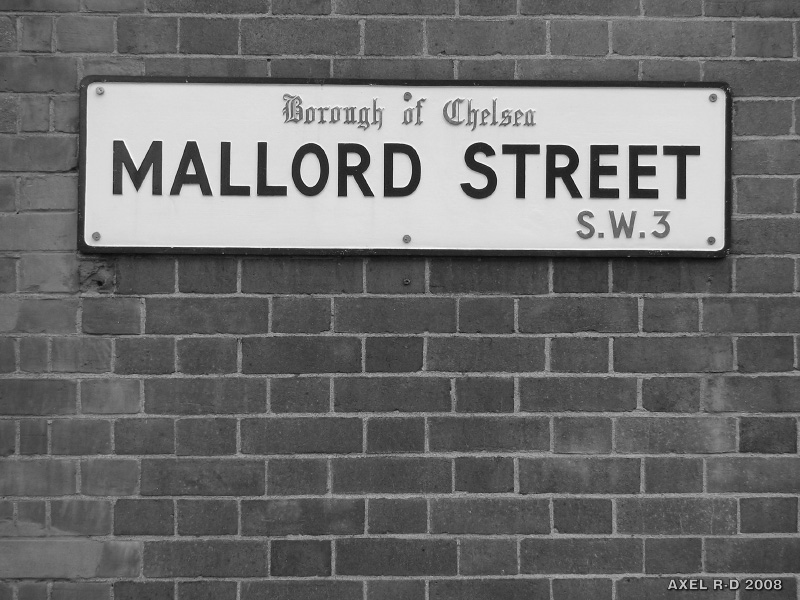 Borough of Chelsea
MALLORD STREET
S.W.3
AXEL R-D 2008